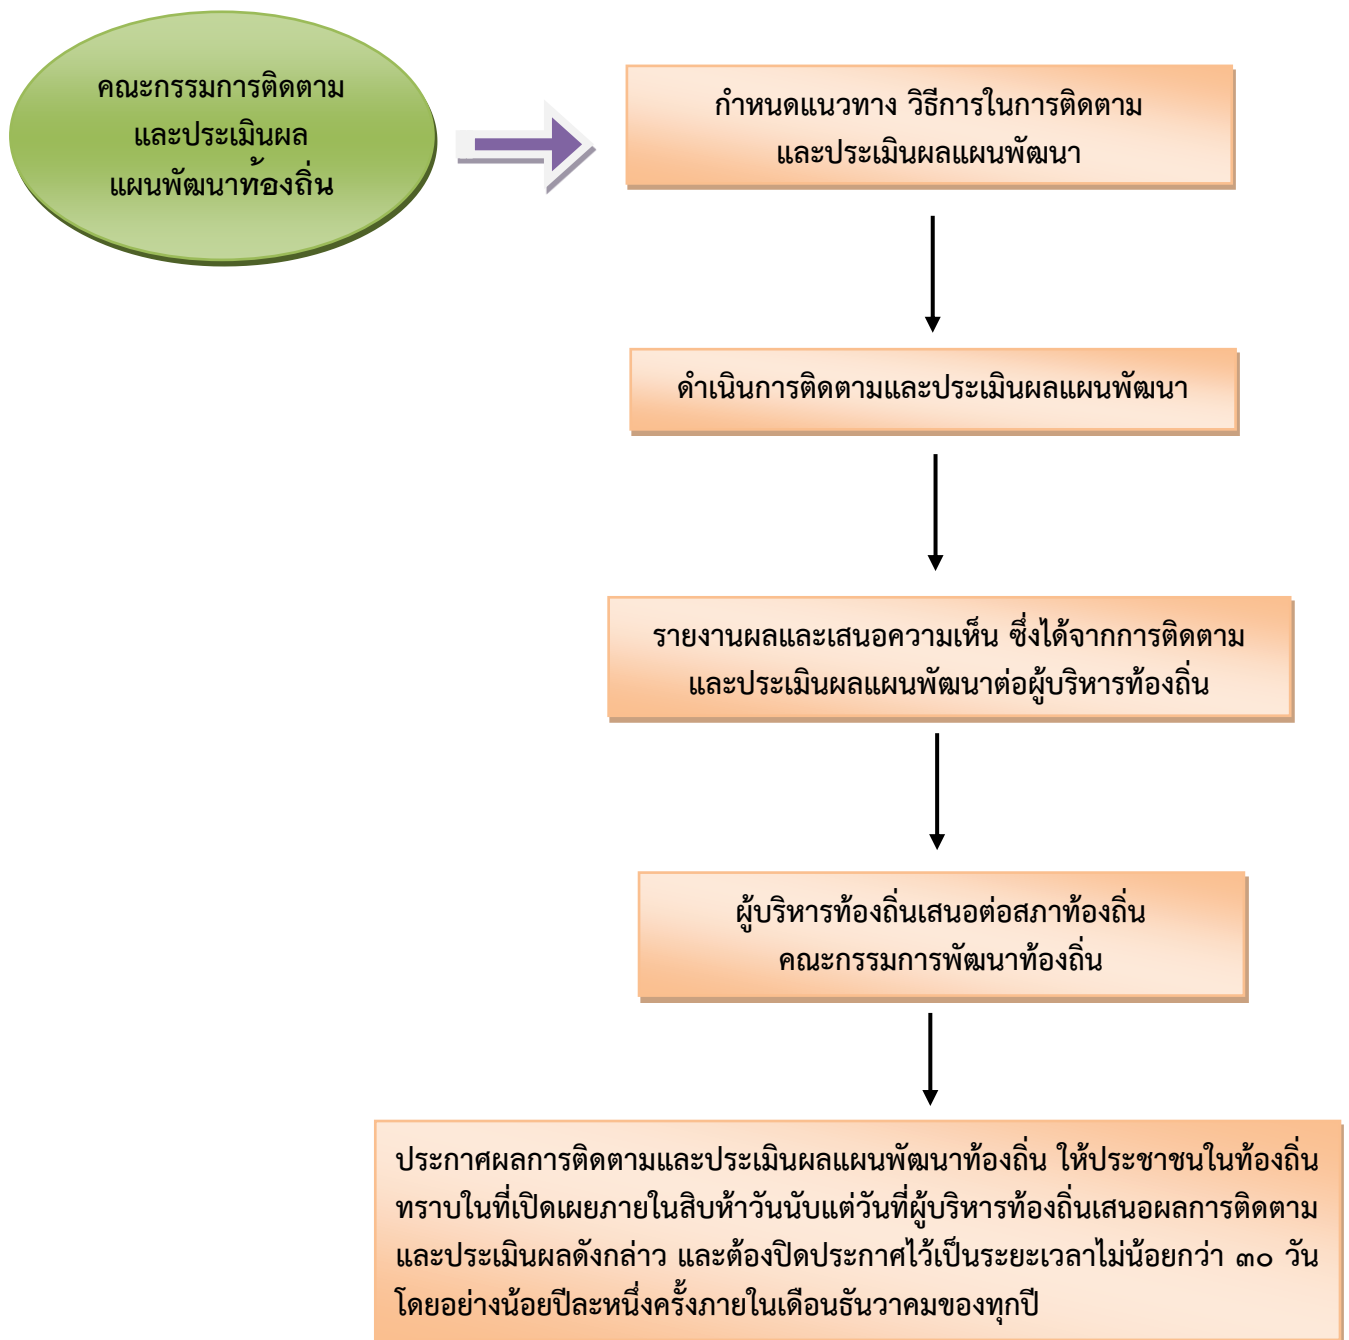 คณะกรรมการติดตาม
และประเมินผล
แผนพัฒนาท้องถิ่น
กำหนดแนวทาง วิธีการในการติดตาม
และประเมินผลแผนพัฒนา
ดำเนินการติดตามและประเมินผลแผนพัฒนา
รายงานผลและเสนอความเห็น ซึ่งได้จากการติดตาม
และประเมินผลแผนพัฒนาต่อผู้บริหารท้องถิ่น
ผู้บริหารท้องถิ่นเสนอต่อสภาท้องถิ่น
คณะกรรมการพัฒนาท้องถิ่น
ประกาศผลการติดตามและประเมินผลแผนพัฒนาท้องถิ่น ให้ประชาชนในท้องถิ่น
ทราบในที่เปิดเผยภายในสิบห้าวันนับแต่วันที่ผู้บริหารท้องถิ่นเสนอผลการติดตาม
และประเมินผลดังกล่าว และต้องปิดประกาศไว้เป็นระยะเวลาไม่น้อยกว่า ๓๐ วัน
โดยอย่างน้อยปีละหนึ่งครั้งภายในเดือนธันวาคมของทุกปี